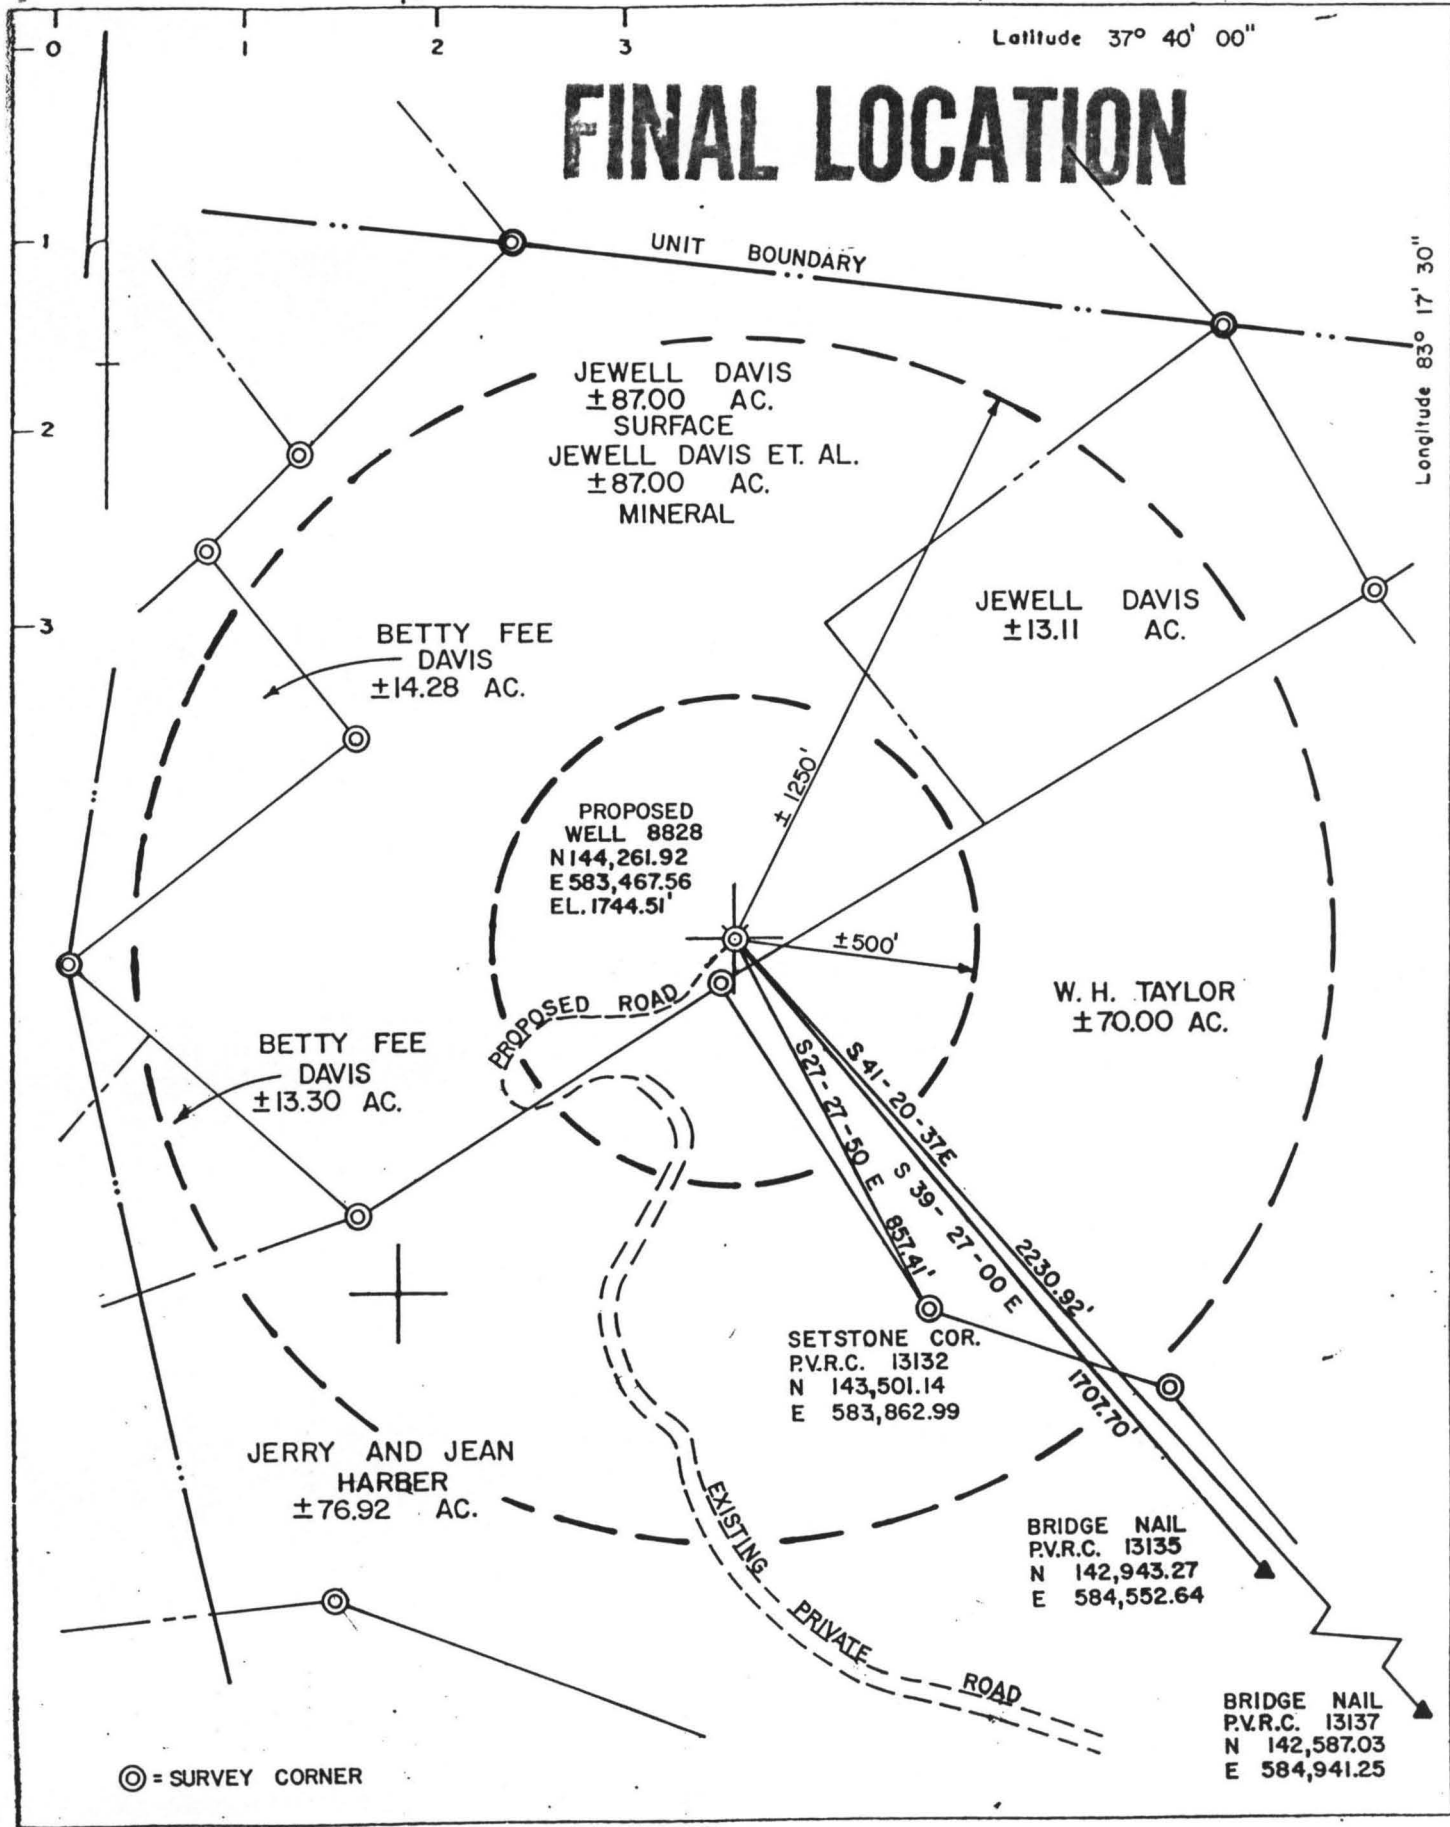 0 1 2 3
Latitude 37° 40' 00"
FINAL LOCATION
1
UNIT BOUNDARY
Longitude 83° 17' 30"
JEWELL DAVIS
±87.00 AC.
SURFACE
JEWELL DAVIS ET. AL.
±87.00 AC.
MINERAL
2
JEWELL DAVIS
±13.11 AC.
3
BETTY FEE
DAVIS
±14.28 AC.
± 1250'
PROPOSED
WELL 8828
N 144,261.92
E 583,467.56
EL. 1744.51'
±500'
PROPOSED ROAD
W. H. TAYLOR
±70.00 AC.
BETTY FEE
DAVIS
±13.30 AC.
S 41-20-37E
2230.92'
S27-27-50 E
857.41'
S 39-27-00 E
1707.70'
SETSTONE COR.
P.V.R.C. 13132
N 143,501.14
E 583,862.99
JERRY AND JEAN
HARBER
±76.92 AC.
EXISTING PRIVATE ROAD
BRIDGE NAIL
P.V.R.C. 13135
N 142,943.27
E 584,552.64
BRIDGE NAIL
P.V.R.C. 13137
N 142,587.03
E 584,941.25
= SURVEY CORNER